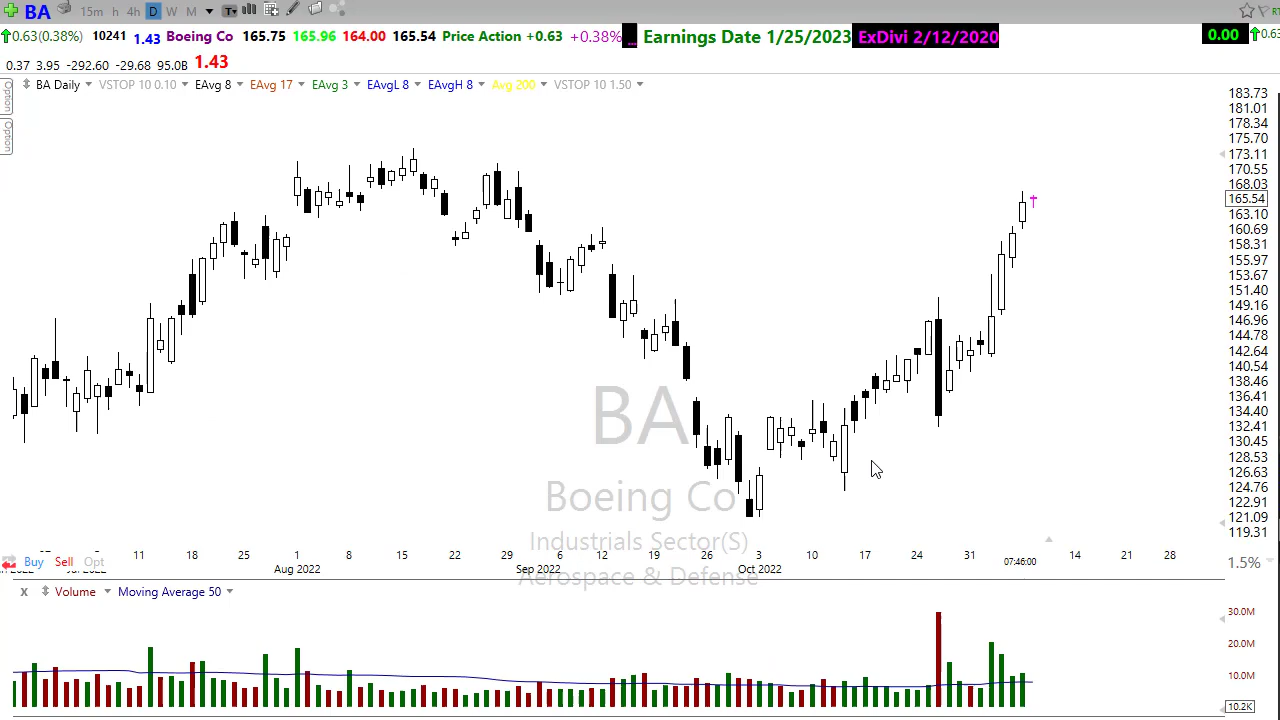 BA 15m h 4h D W M T
0.63(0.38%) 10241 1.43 Boeing Co 165.75 165.96 164.00 165.54 Price Action +0.63 +0.38% ... Earnings Date 1/25/2023 ExDivi 2/12/2020 0.00 0.63
0.37 3.95 -292.60 -29.68 95.0B 1.43
BA Daily VSTOP 10 0.10 EAvg 8 EAvg 17 EAvg 3 EAvgL 8 EAvgH 8 Avg 200 VSTOP 10 1.50
Option
Option
183.73
181.01
178.34
175.70
173.11
170.55
168.03
165.54
163.10
160.69
158.31
155.97
153.67
151.40
149.16
146.96
144.78
142.64
140.54
138.46
136.41
134.40
132.41
130.45
128.53
126.63
124.76
122.91
121.09
119.31
BA
Boeing Co
Industrials Sector(S)
Aerospace & Defense
11 18 25 1 8 15 22 29 6 12 19 26 3 10 17 24 31 14 21 28
Aug 2022 Sep 2022 Oct 2022 07:46:00
Buy Sell Opt 1.5%
x Volume Moving Average 50
30.0M
20.0M
10.0M
10.2K